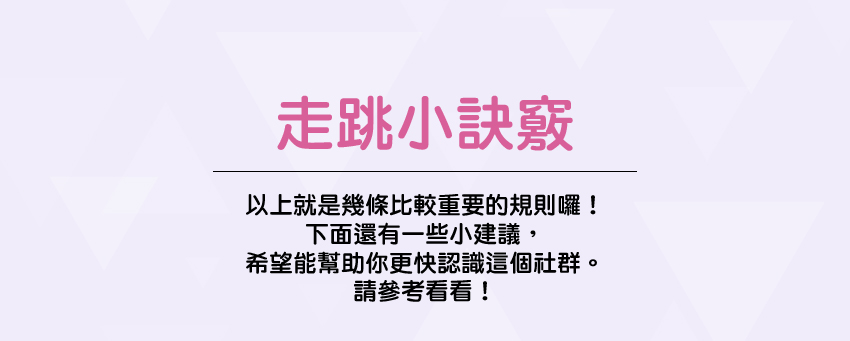 走跳小訣竅
以上就是幾條比較重要的規則囉！
下面還有一些小建議，
希望能幫助你更快認識這個社群。
請參考看看！